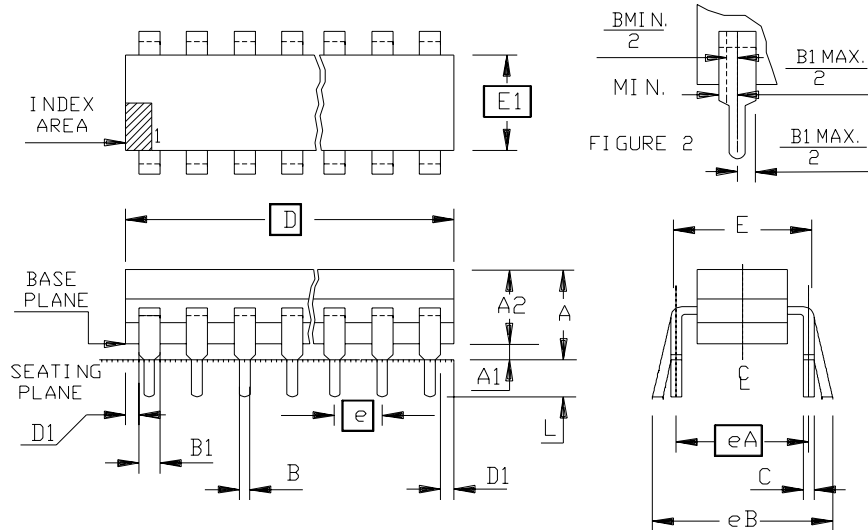 BMIN.
2
B1 MAX.
2
MIN.
E1
INDEX
AREA
1
FIGURE 2
B1 MAX.
2
D
E
BASE
PLANE
A2
A
SEATING
PLANE
A1
℄
e
L
eA
D1
B1
B
D1
C
eB